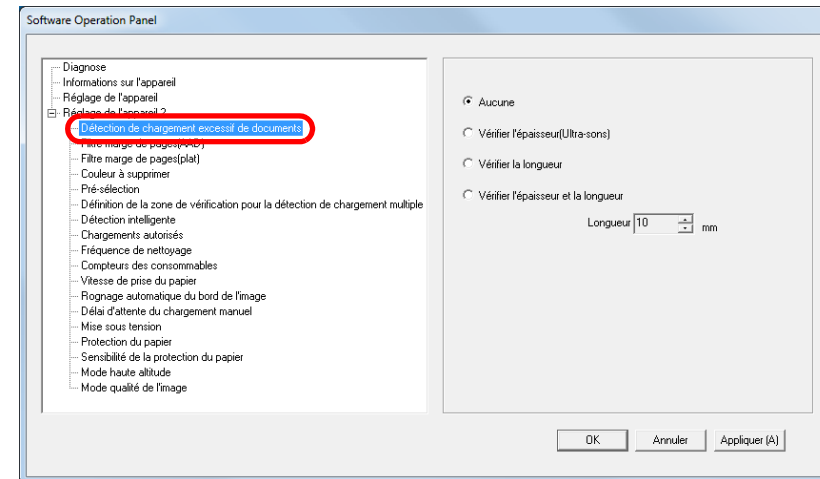 Software Operation Panel
Diagnose
Informations sur l'appareil
Réglage de l'appareil
Réglage de l'appareil 2
Détection de chargement excessif de documents
Filtre marge de pages(AAD)
Filtre marge de pages(plat)
Couleur à supprimer
Pré-sélection
Définition de la zone de vérification pour la détection de chargement multiple
Détection intelligente
Chargements autorisés
Fréquence de nettoyage
Compteurs des consommables
Vitesse de prise du papier
Rognage automatique du bord de l'image
Délai d'attente du chargement manuel
Mise sous tension
Protection du papier
Sensibilité de la protection du papier
Mode haute altitude
Mode qualité de l'image
Aucune
Vérifier l'épaisseur(Ultra-sons)
Vérifier la longueur
Vérifier l'épaisseur et la longueur
Longueur 10 mm
OK Annuler Appliquer (A)